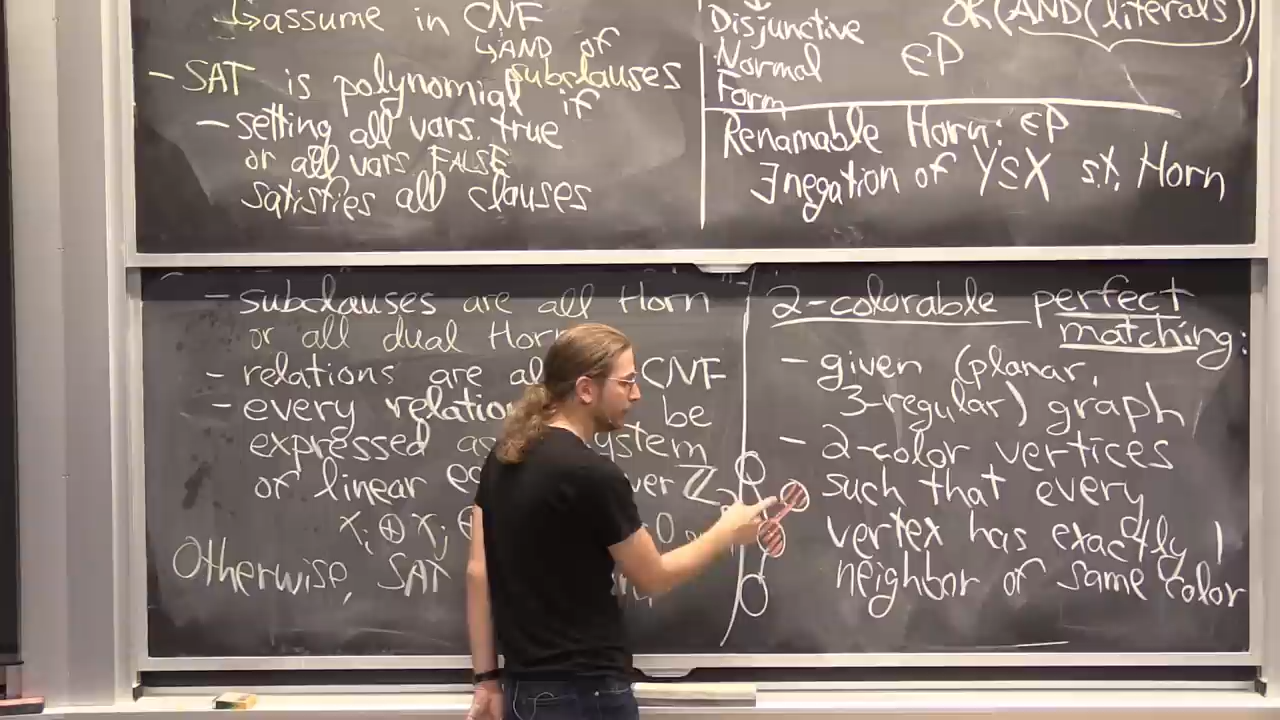 ↳assume in CNF
↳AND of
subclauses
- SAT is polynomial if
- setting all vars. true
or all vars FALSE
satisfies all clauses
Disjunctive
Normal
Form
OR(AND(literals))
∈P
Renamable Horn: ∈P
∃negation of Y⊆X s.t. Horn
- subclauses are all Horn
or all dual Horn
- relations are all CNF
- every relation be
expressed as system
of linear over ℤ₂
xᵢ ⊕ xⱼ ⊕
Otherwise, SAT
2-colorable perfect
matching:
- given (planar,
3-regular) graph
- 2-color vertices
such that every
vertex has exactly 1
neighbor of same color